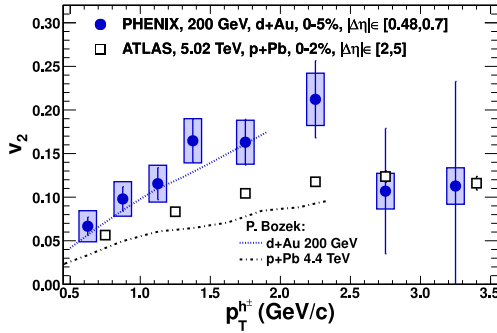 PHENIX, 200 GeV, d+Au, 0-5%, |Δη|∈ [0.48,0.7]
ATLAS, 5.02 TeV, p+Pb, 0-2%, |Δη|∈ [2,5]
0.30
0.25
0.20
0.15
0.10
0.05
0.00
v₂
P. Bozek:
d+Au 200 GeV
p+Pb 4.4 TeV
0.5 1.0 1.5 2.0 2.5 3.0 3.5
p_T^{h±} (GeV/c)